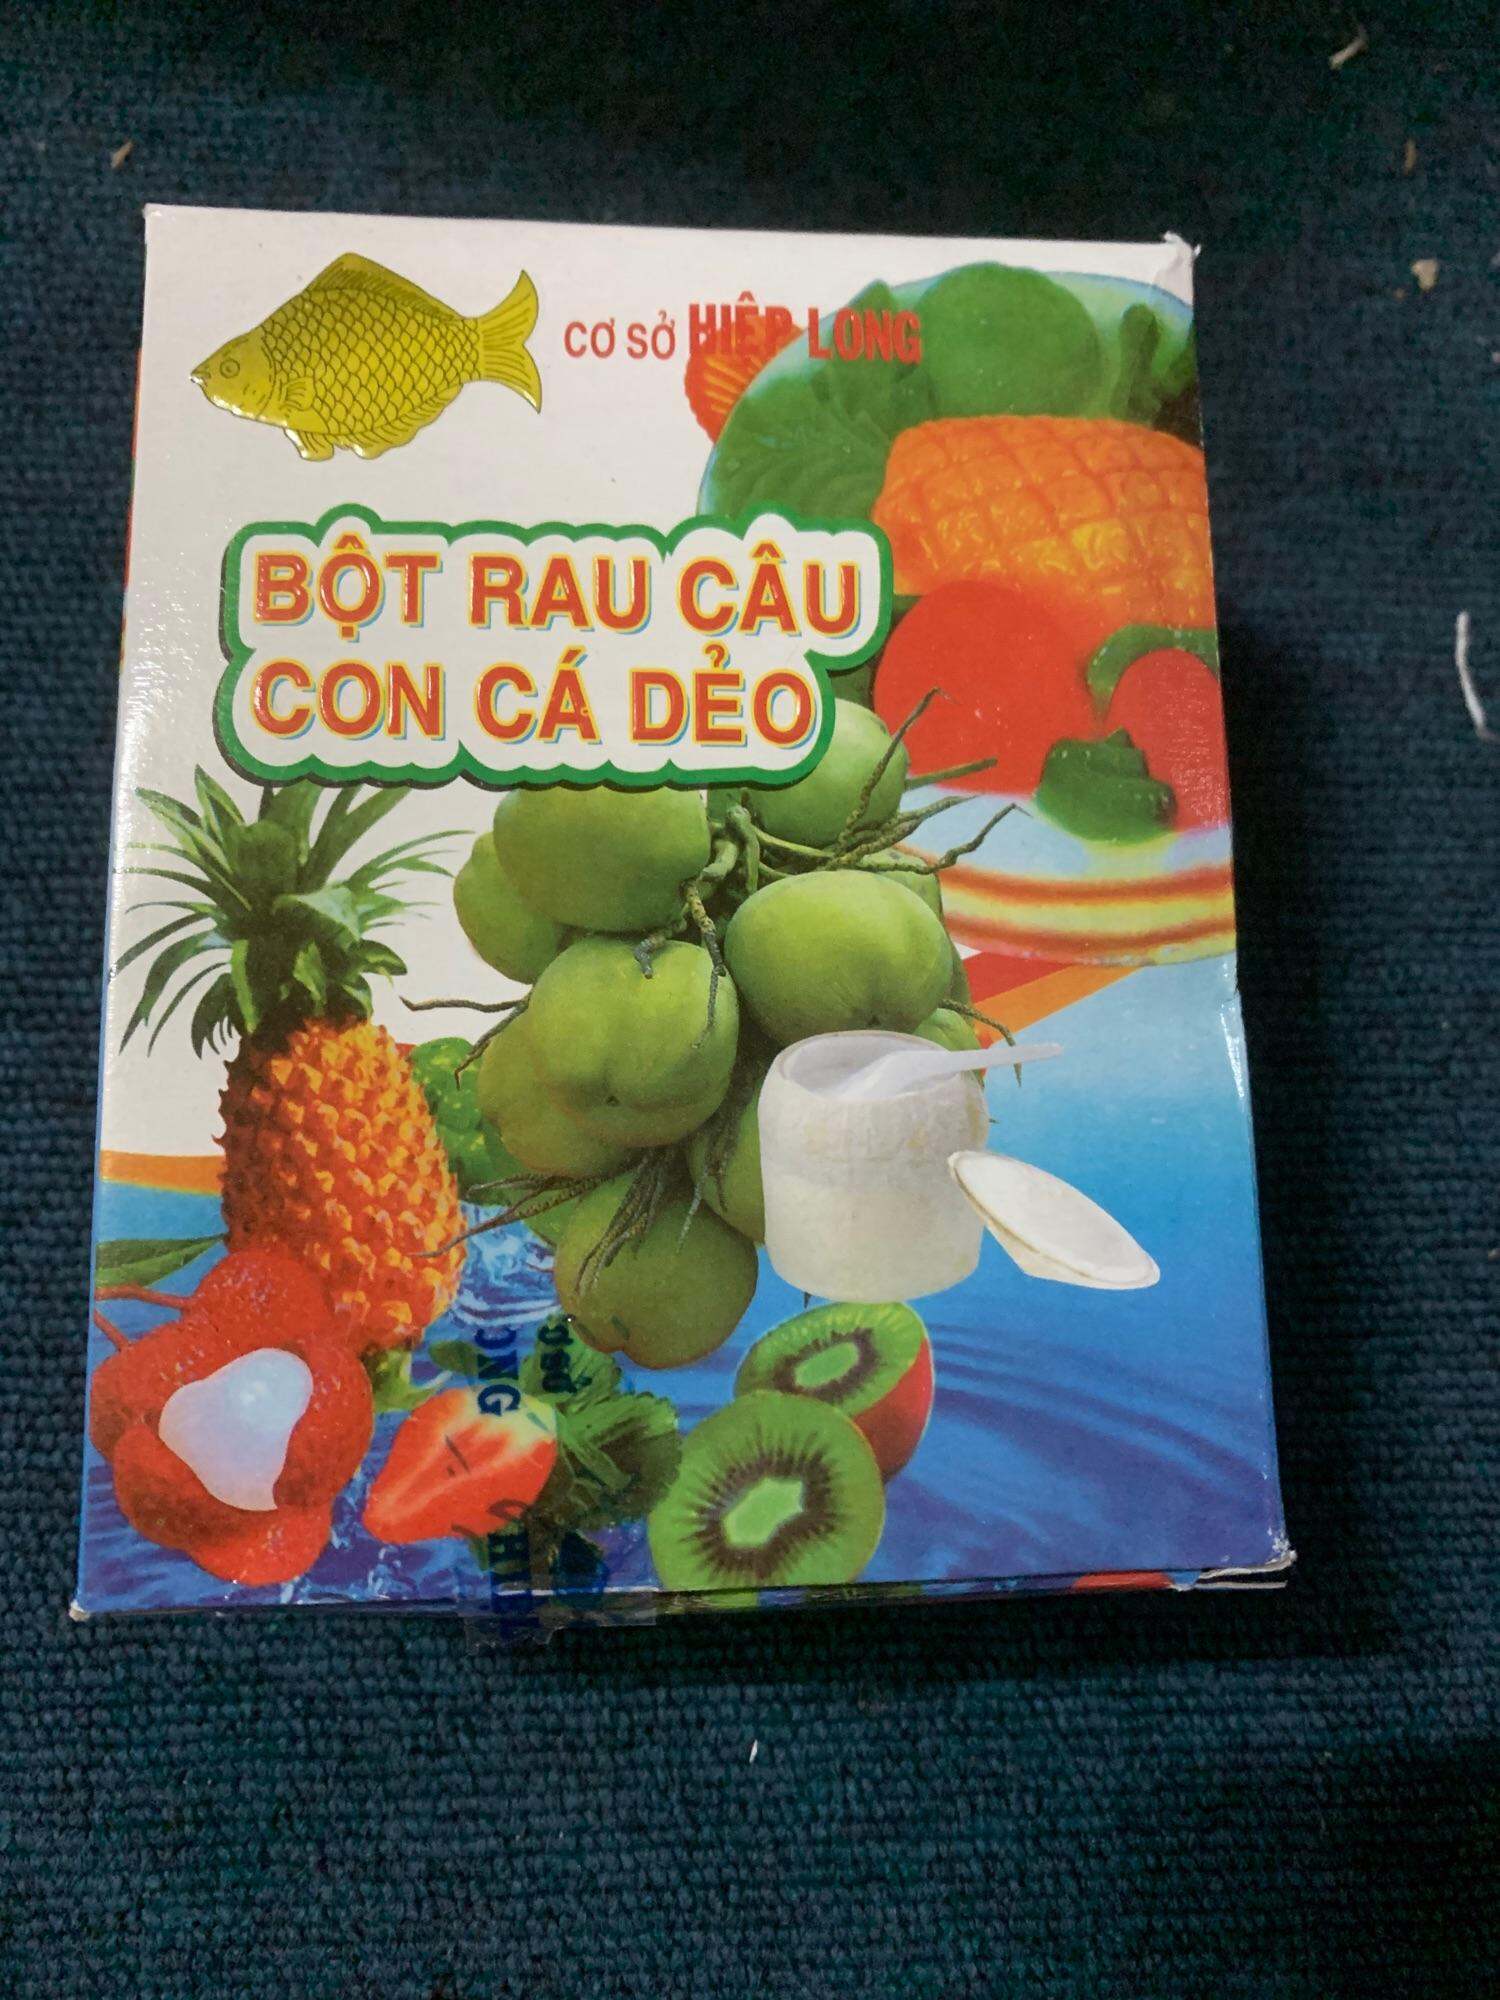 CƠ SỞ HIỆP LONG
BỘT RAU CÂU
CON CÁ DẺO